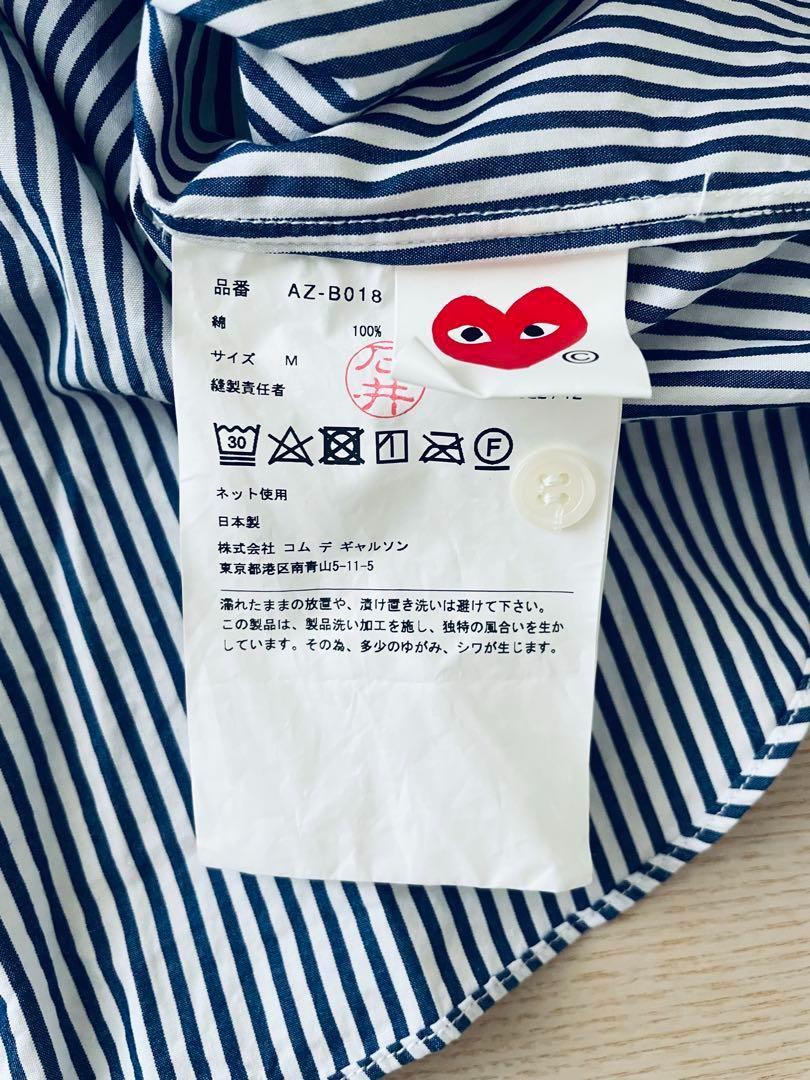 品番 AZ-B018
綿 100%
サイズ M
縫製責任者
石井
©
30
F
ネット使用
日本製
株式会社 コム デ ギャルソン
東京都港区南青山5-11-5
濡れたままの放置や、漬け置き洗いは避けて下さい。
この製品は、製品洗い加工を施し、独特の風合いを生か
しています。その為、多少のゆがみ、シワが生じます。